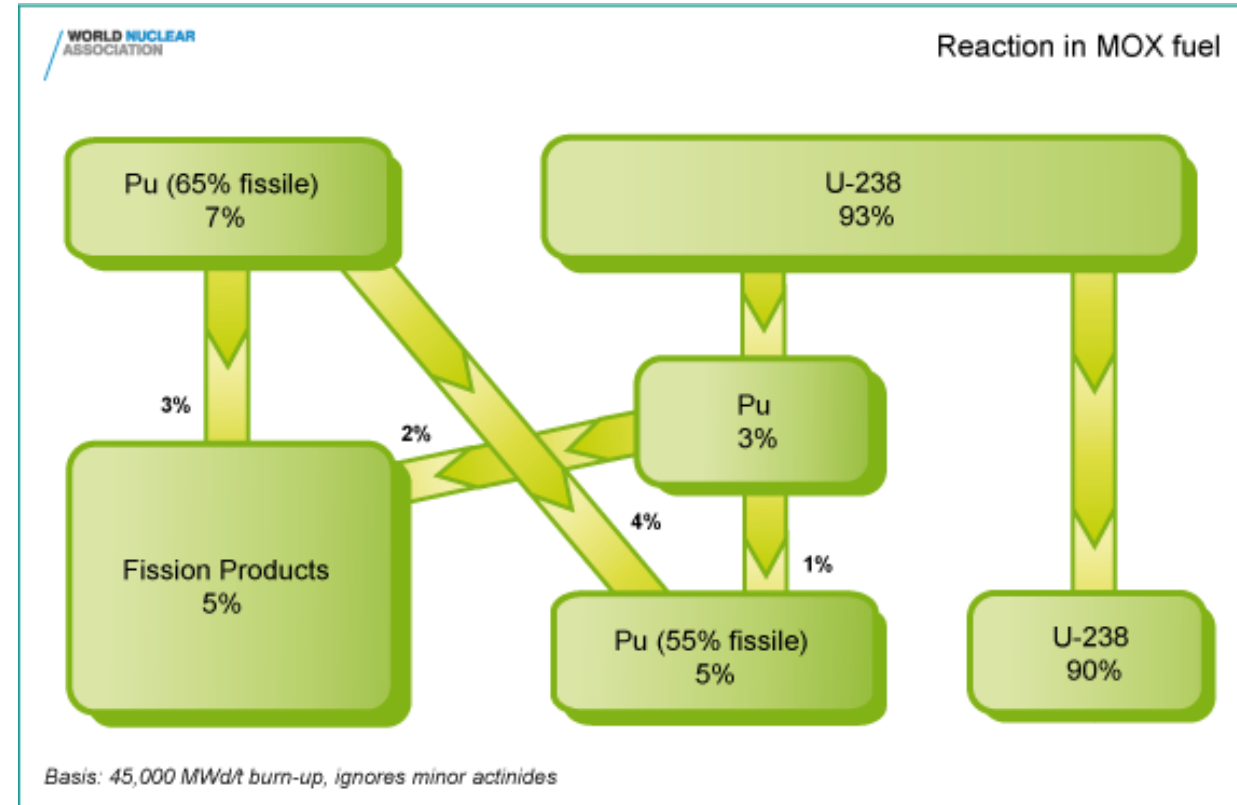 WORLD NUCLEAR
ASSOCIATION
Reaction in MOX fuel
Pu (65% fissile)
7%
U-238
93%
3%
2%
Pu
3%
4%
1%
Fission Products
5%
Pu (55% fissile)
5%
U-238
90%
Basis: 45,000 MWd/t burn-up, ignores minor actinides